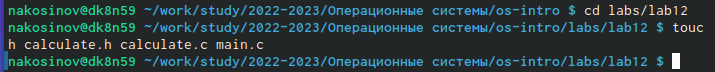 nakosinov@dk8n59 ~/work/study/2022-2023/Операционные системы/os-intro $ cd labs/lab12
nakosinov@dk8n59 ~/work/study/2022-2023/Операционные системы/os-intro/labs/lab12 $ touc
h calculate.h calculate.c main.c
nakosinov@dk8n59 ~/work/study/2022-2023/Операционные системы/os-intro/labs/lab12 $